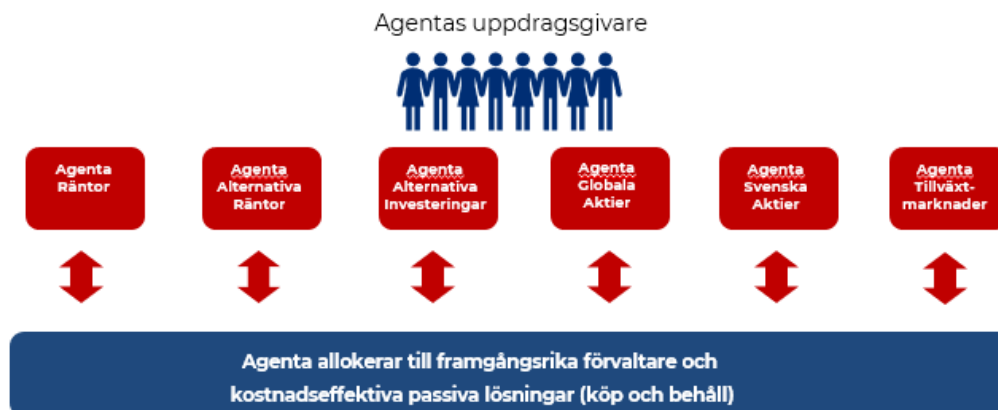 Agentas uppdragsgivare
Agenta
Räntor
Agenta
Alternativa
Räntor
Agenta
Alternativa
Investeringar
Agenta
Globala
Aktier
Agenta
Svenska
Aktier
Agenta
Tillväxt-
marknader
Agenta allokerar till framgångsrika förvaltare och
kostnadseffektiva passiva lösningar (köp och behåll)